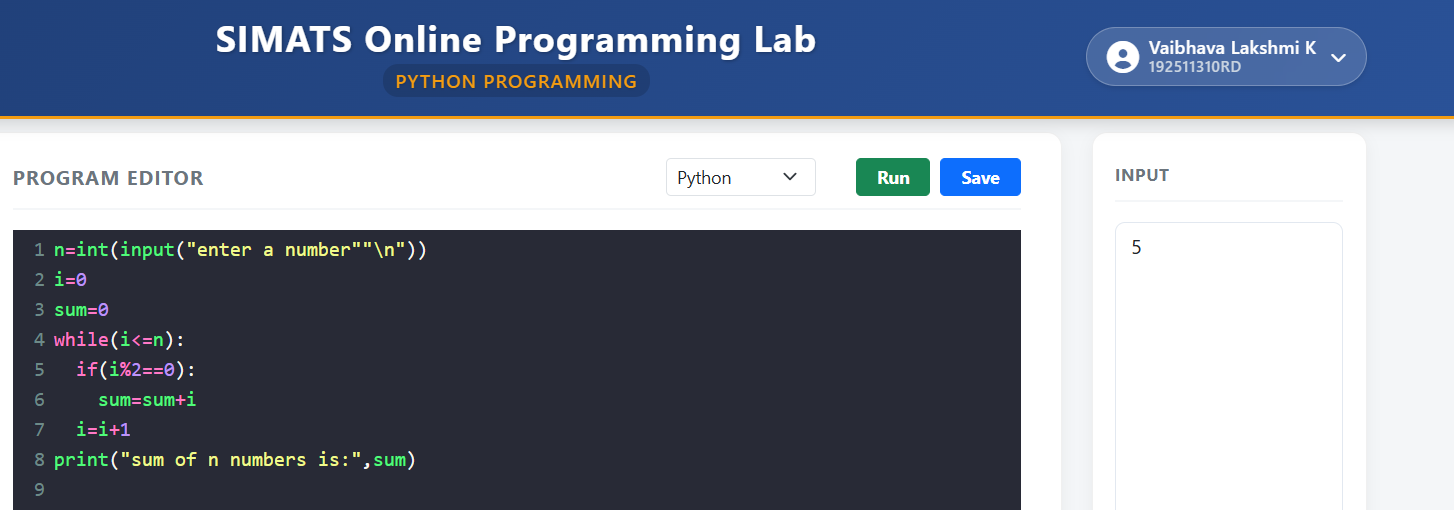 SIMATS Online Programming Lab
PYTHON PROGRAMMING
Vaibhava Lakshmi K
192511310RD
PROGRAM EDITOR
Python
Run
Save
1 n=int(input("enter a number""\n"))
2 i=0
3 sum=0
4 while(i<=n):
5   if(i%2==0):
6     sum=sum+i
7   i=i+1
8 print("sum of n numbers is:",sum)
9
INPUT
5